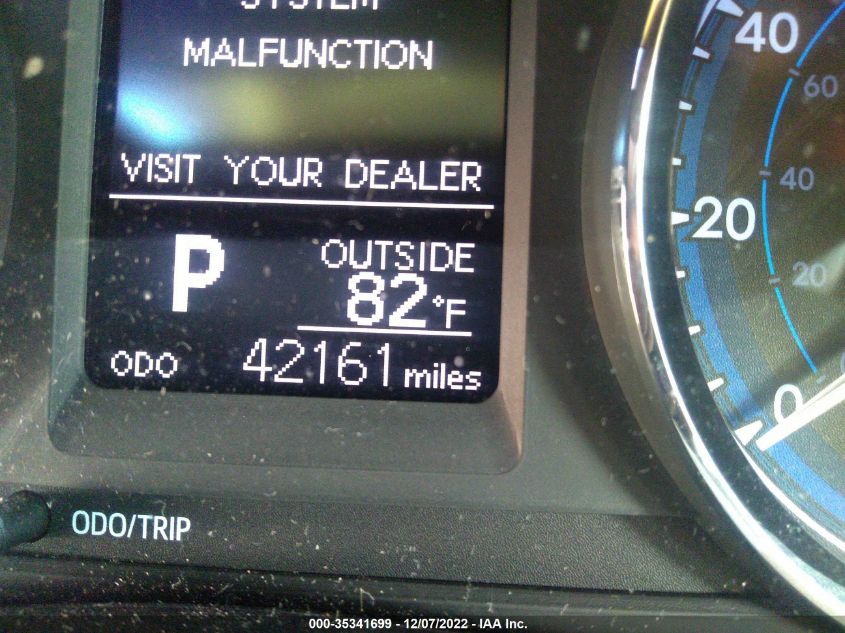 SYSTEM
MALFUNCTION
VISIT YOUR DEALER
P
OUTSIDE
82°F
ODO 42161 miles
ODO/TRIP
40
20
0
60
40
20
000-35341699 - 12/07/2022 - IAA Inc.